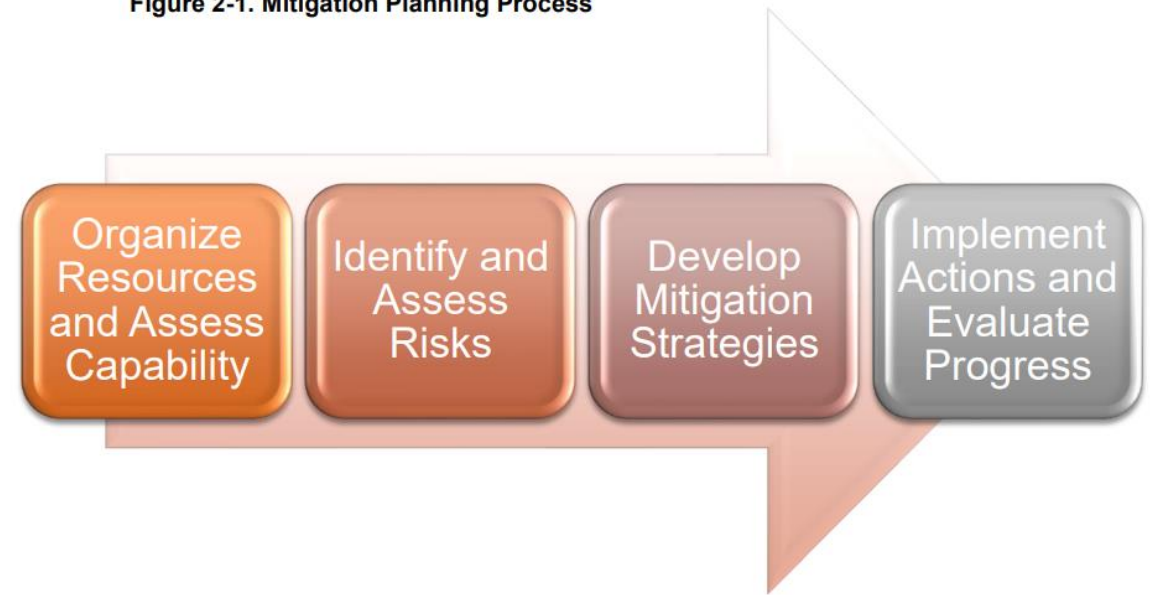 Figure 2-1. Mitigation Planning Process
Organize
Resources
and Assess
Capability
Identify and
Assess
Risks
Develop
Mitigation
Strategies
Implement
Actions and
Evaluate
Progress